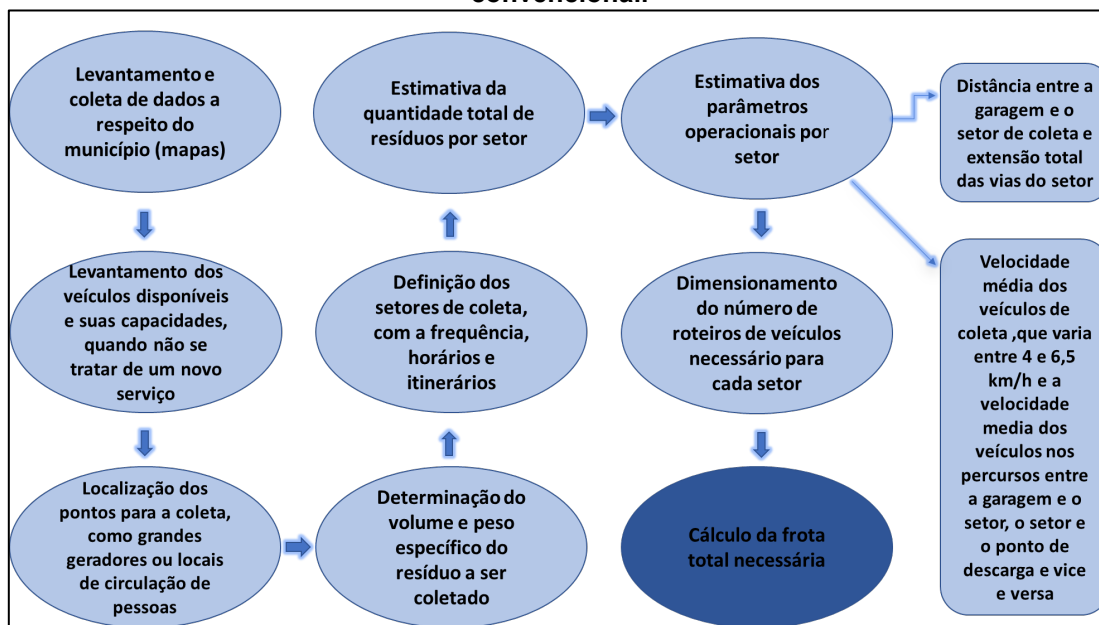 convencional.
Levantamento e
coleta de dados a
respeito do
município (mapas)
Levantamento dos
veículos disponíveis
e suas capacidades,
quando não se
tratar de um novo
serviço
Localização dos
pontos para a coleta,
como grandes
geradores ou locais
de circulação de
pessoas
Determinação do
volume e peso
específico do
resíduo a ser
coletado
Definição dos
setores de coleta,
com a frequência,
horários e
itinerários
Estimativa da
quantidade total de
resíduos por setor
Estimativa dos
parâmetros
operacionais por
setor
Distância entre a
garagem e o
setor de coleta e
extensão total
das vias do setor
Velocidade
média dos
veículos de
coleta ,que varia
entre 4 e 6,5
km/h e a
velocidade
media dos
veículos nos
percursos entre
a garagem e o
setor, o setor e
o ponto de
descarga e vice
e versa
Dimensionamento
do número de
roteiros de veículos
necessário para
cada setor
Cálculo da frota
total necessária